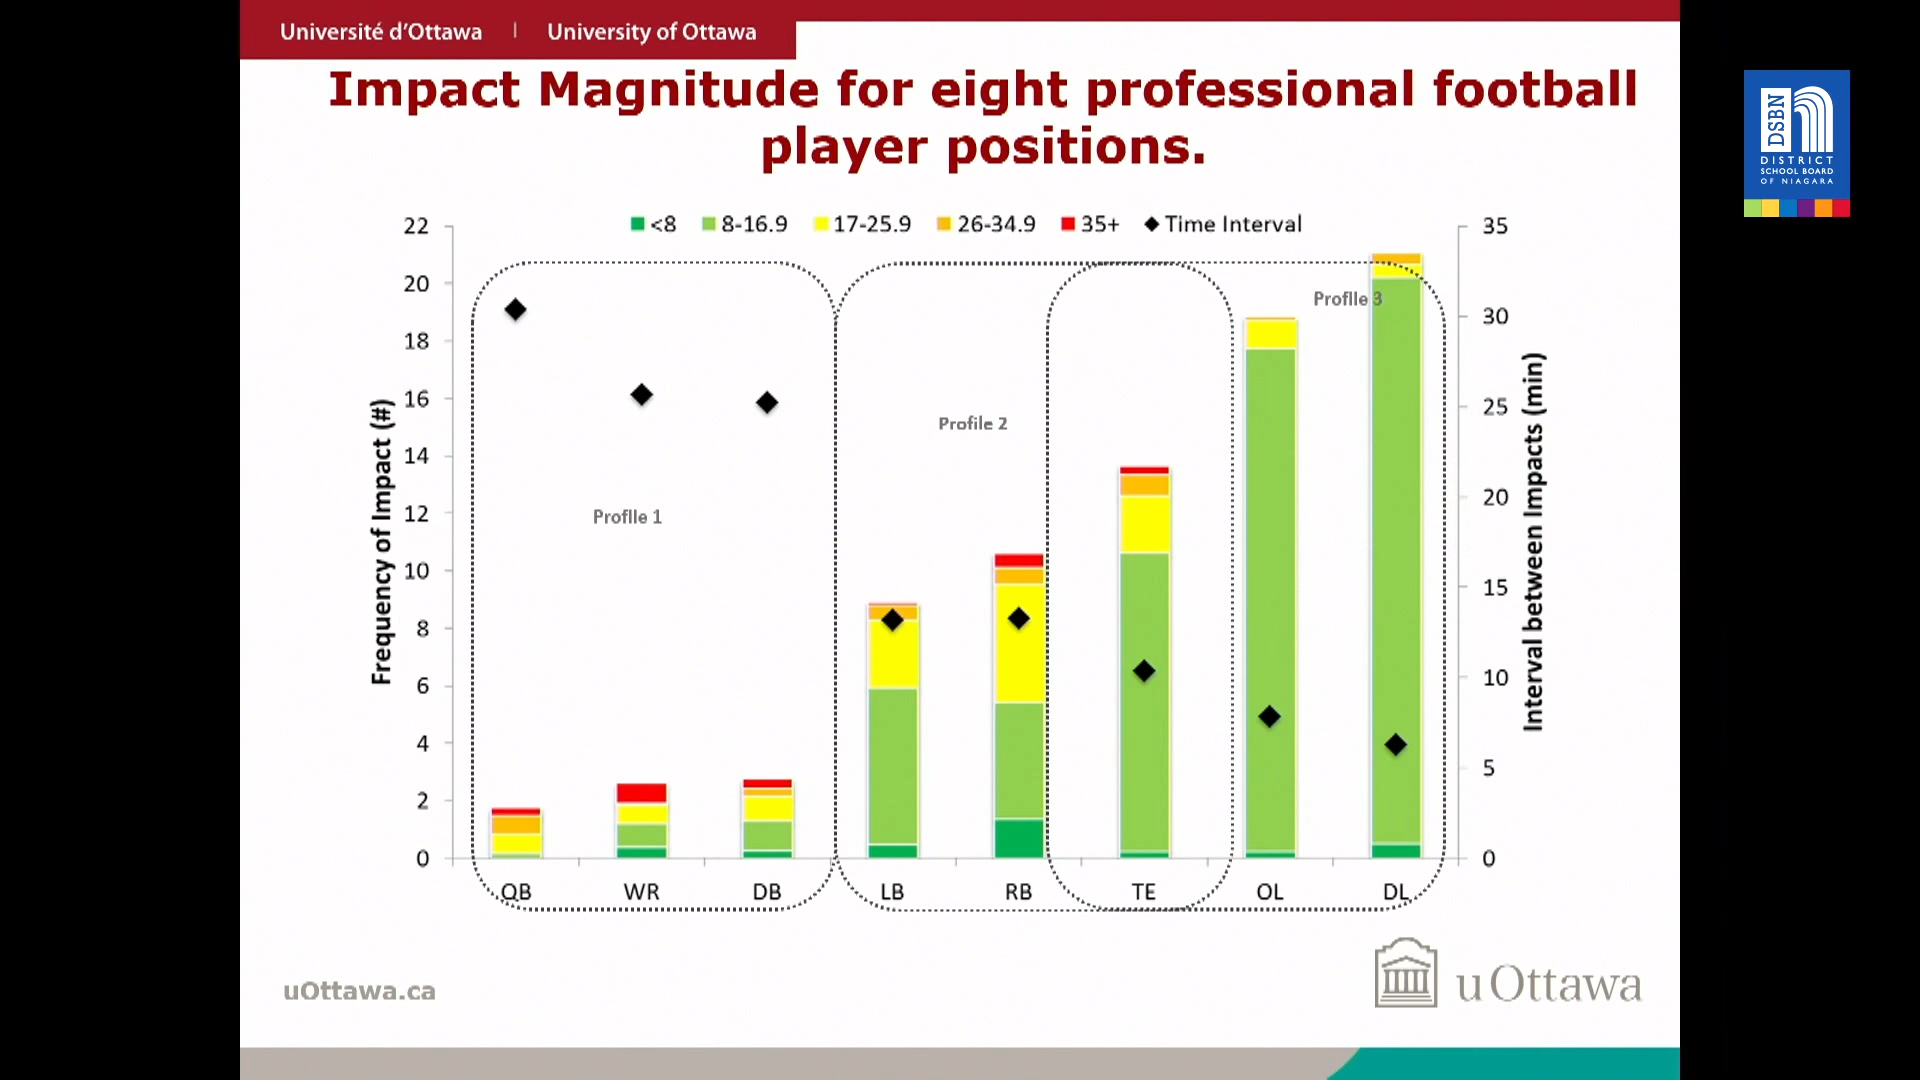 Université d'Ottawa | University of Ottawa
Impact Magnitude for eight professional football
player positions.
DSBN
DISTRICT
SCHOOL BOARD
OF NIAGARA
<8 8-16.9 17-25.9 26-34.9 35+ Time Interval
Frequency of Impact (#)
22
20
18
16
14
12
10
8
6
4
2
0
Profile 1
Profile 2
Profile 3
35
30
25
20
15
10
5
0
Interval between Impacts (min)
QB WR DB LB RB TE OL DL
uOttawa.ca
uOttawa